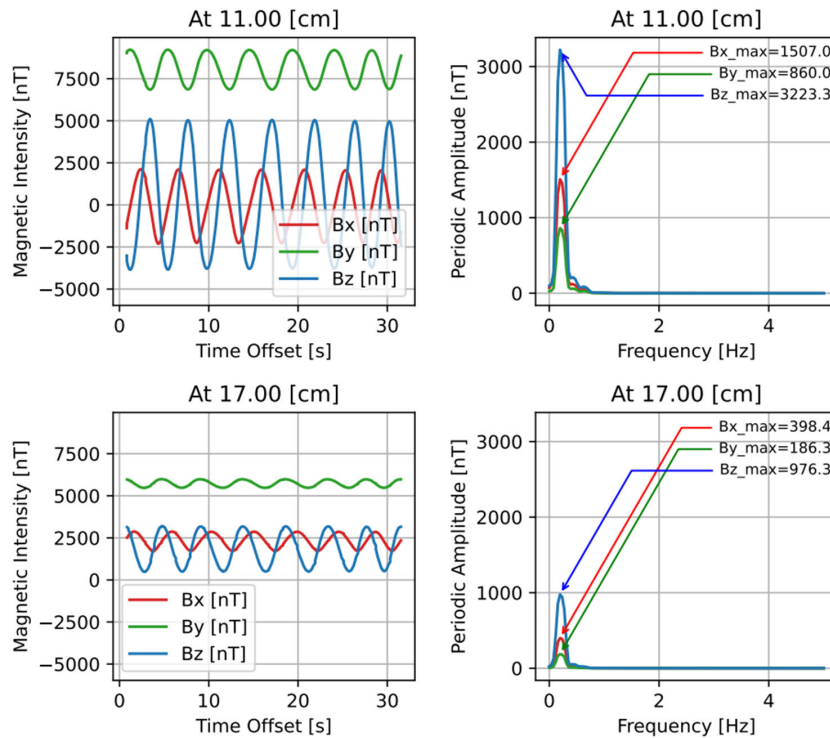 At 11.00 [cm]
Magnetic Intensity [nT]
7500
5000
2500
0
−2500
−5000
Bx [nT]
By [nT]
Bz [nT]
0
10
20
30
Time Offset [s]
At 11.00 [cm]
Periodic Amplitude [nT]
3000
2000
1000
0
Bx_max=1507.0
By_max=860.0
Bz_max=3223.3
0
2
4
Frequency [Hz]
At 17.00 [cm]
Magnetic Intensity [nT]
7500
5000
2500
0
−2500
−5000
Bx [nT]
By [nT]
Bz [nT]
0
10
20
30
Time Offset [s]
At 17.00 [cm]
Periodic Amplitude [nT]
3000
2000
1000
0
Bx_max=398.4
By_max=186.3
Bz_max=976.3
0
2
4
Frequency [Hz]